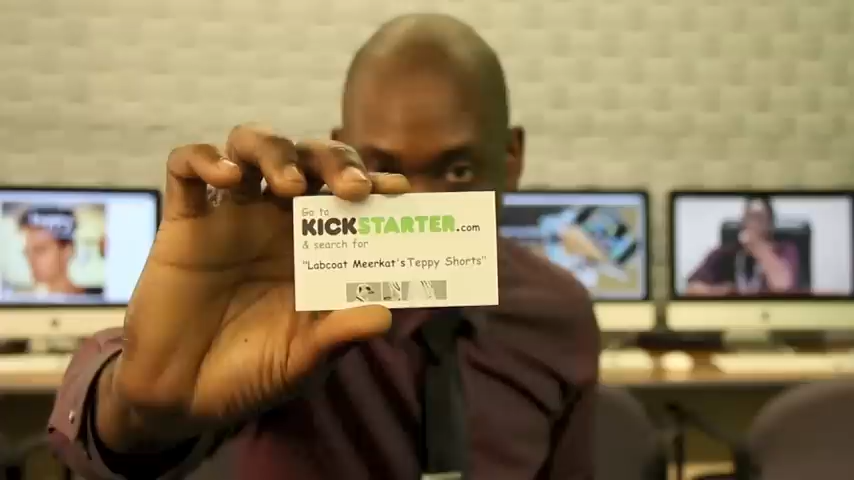 Go to
KICKSTARTER.com
& search for
"Labcoat Meerkat's Teppy Shorts"